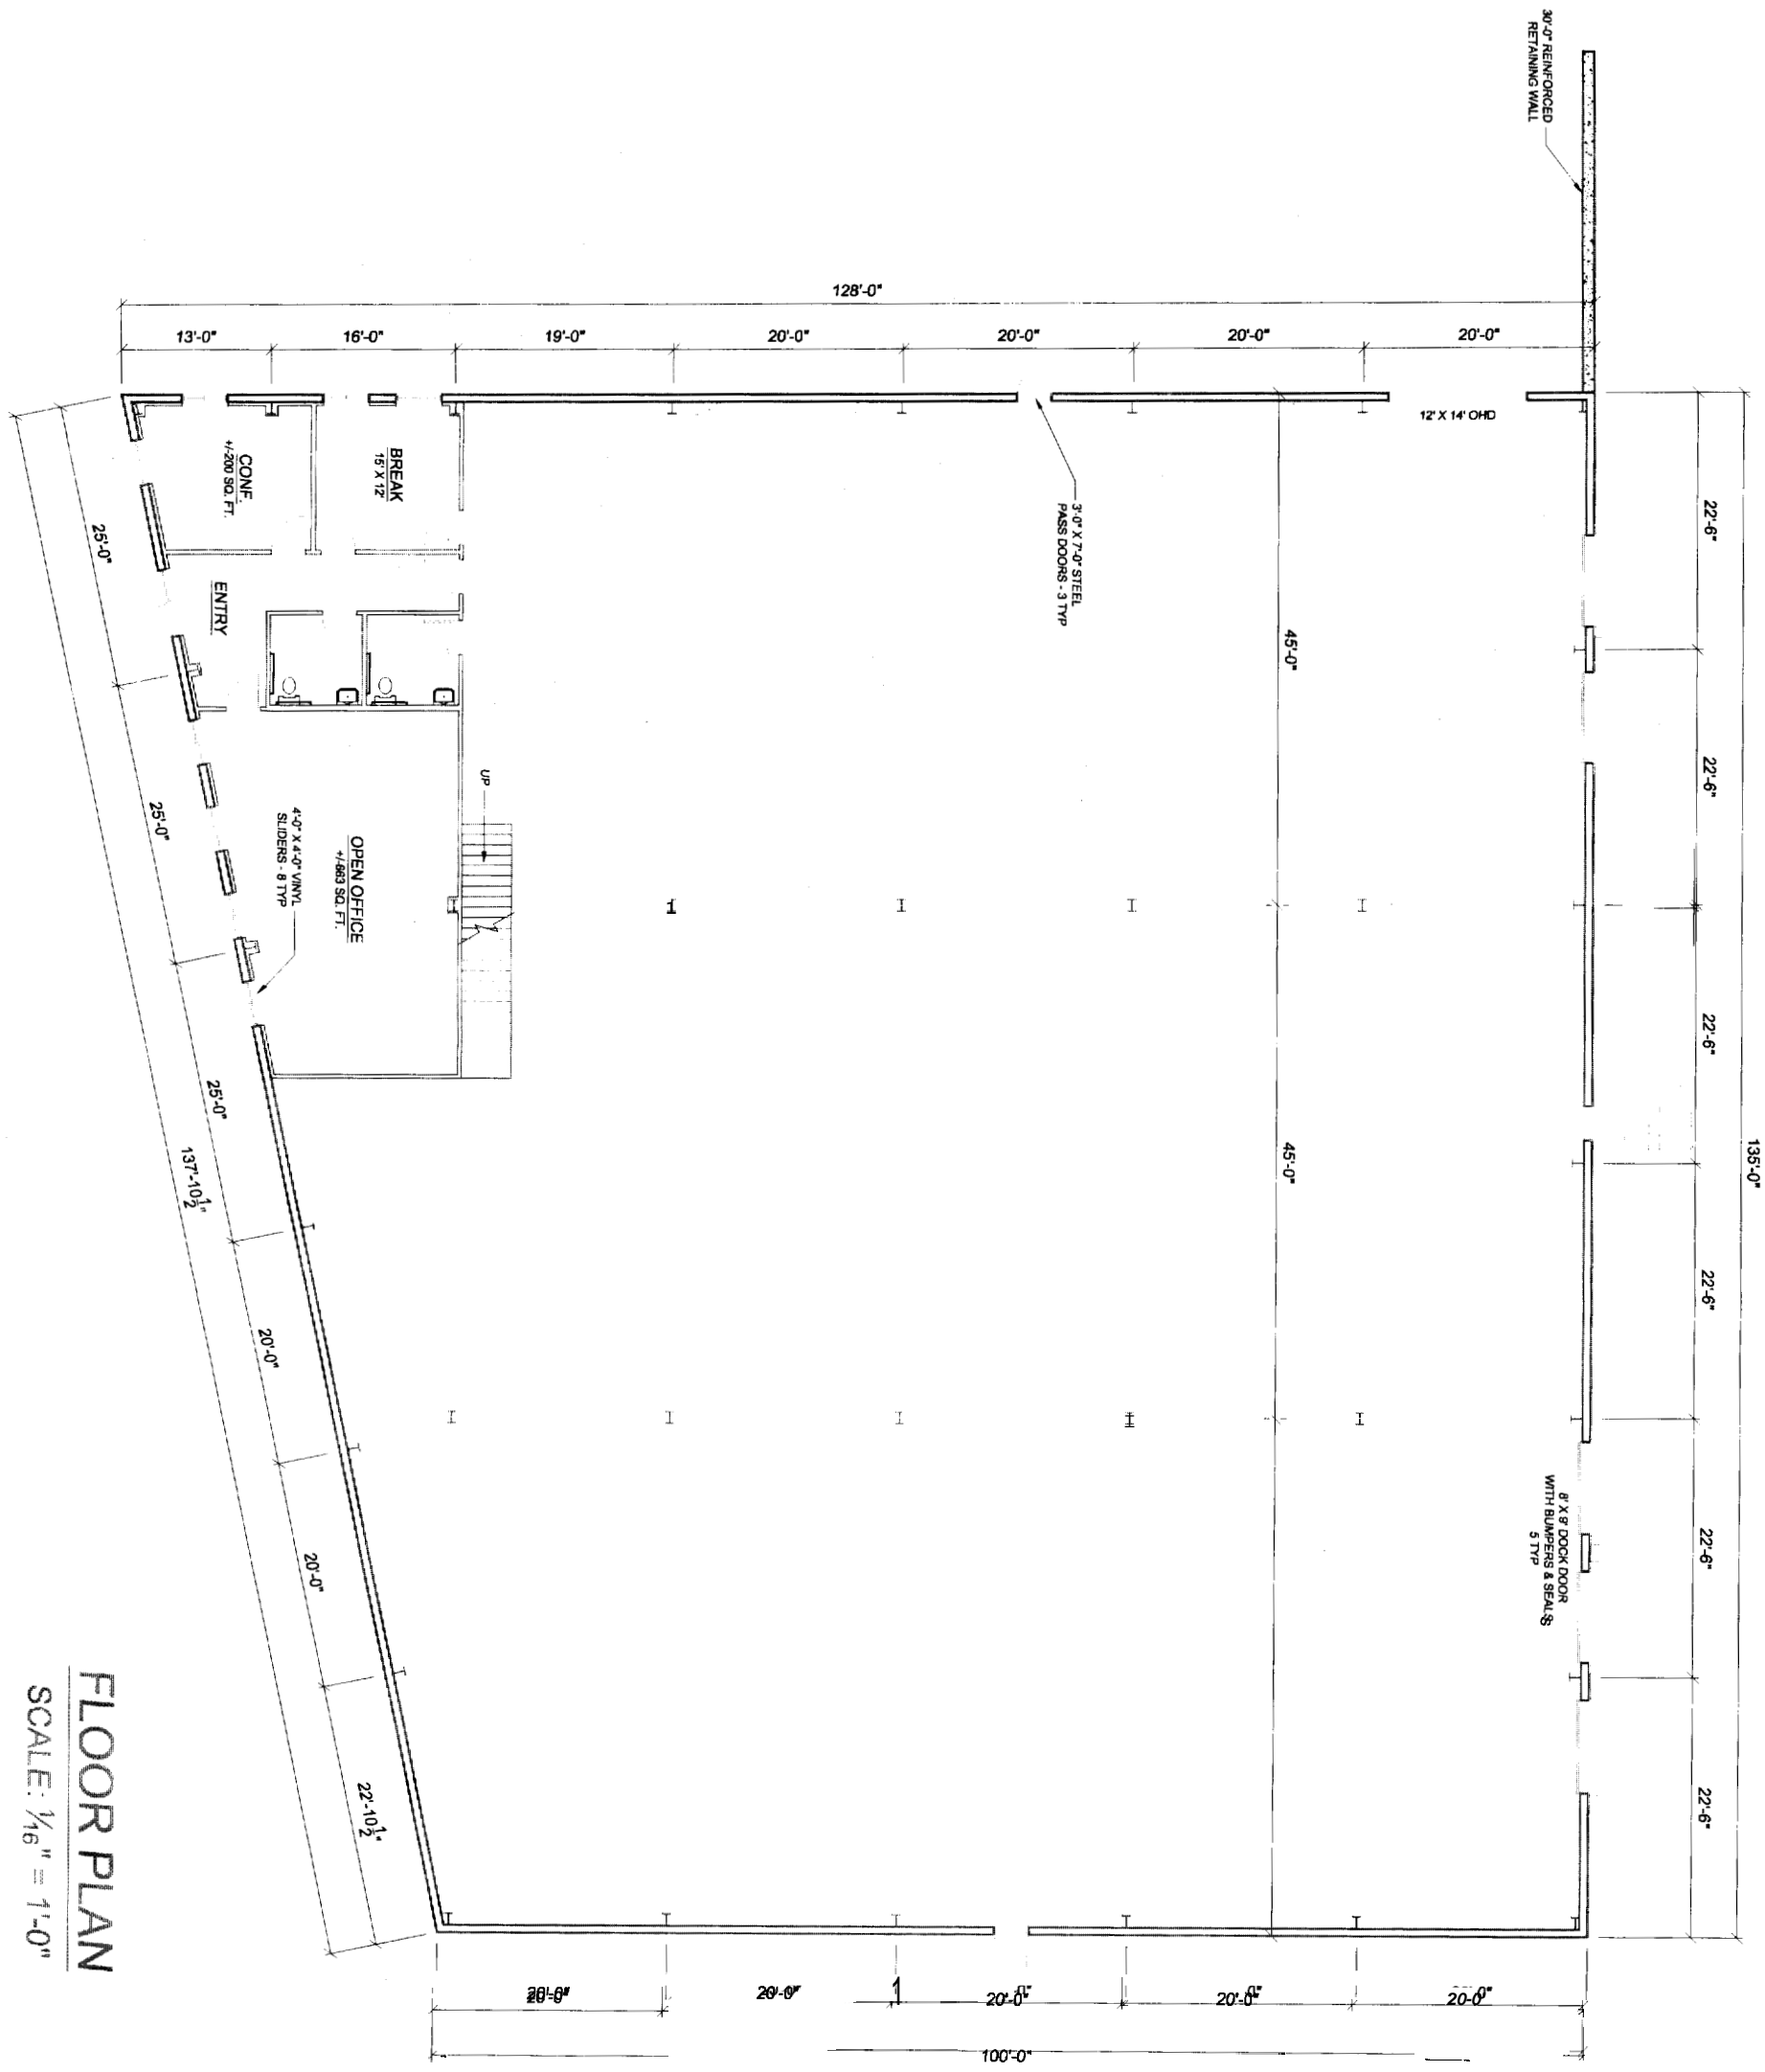 30'-0" REINFORCED
RETAINING WALL
128'-0"
13'-0"
16'-0"
19'-0"
20'-0"
20'-0"
20'-0"
20'-0"
12' X 14' OHD
135'-0"
22'-6"
22'-6"
22'-6"
22'-6"
22'-6"
22'-6"
3'-0" X 7'-0" STEEL
PASS DOORS - 3 TYP
45'-0"
45'-0"
BREAK
15' X 12'
CONF.
+/-200 SQ. FT.
ENTRY
UP
OPEN OFFICE
+/-663 SQ. FT.
4'-0" X 4'-0" VINYL
SLIDERS - 8 TYP
25'-0"
25'-0"
25'-0"
20'-0"
20'-0"
22'-10 1/2"
137'-10 1/2"
DOCK DOOR
WITH BUMPERS & SEALS
5 TYP
20'-0"
20'-0"
20'-0"
20'-0"
20'-0"
100'-0"
FLOOR PLAN
SCALE: 1/16" = 1'-0"